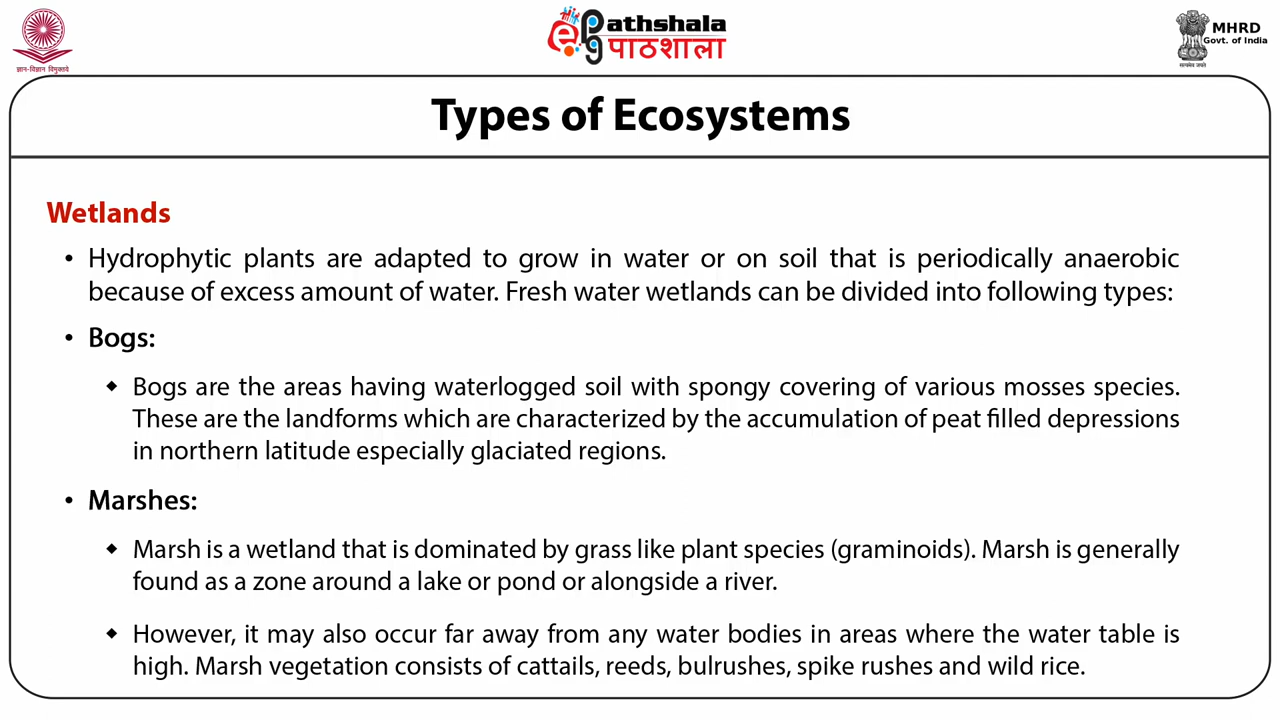 ज्ञान-विज्ञान विमुक्तये
ePathshala
पाठशाला
MHRD
Govt. of India
सत्यमेव जयते
Types of Ecosystems
Wetlands
• Hydrophytic plants are adapted to grow in water or on soil that is periodically anaerobic
because of excess amount of water. Fresh water wetlands can be divided into following types:
• Bogs:
◆ Bogs are the areas having waterlogged soil with spongy covering of various mosses species.
These are the landforms which are characterized by the accumulation of peat filled depressions
in northern latitude especially glaciated regions.
• Marshes:
◆ Marsh is a wetland that is dominated by grass like plant species (graminoids). Marsh is generally
found as a zone around a lake or pond or alongside a river.
◆ However, it may also occur far away from any water bodies in areas where the water table is
high. Marsh vegetation consists of cattails, reeds, bulrushes, spike rushes and wild rice.